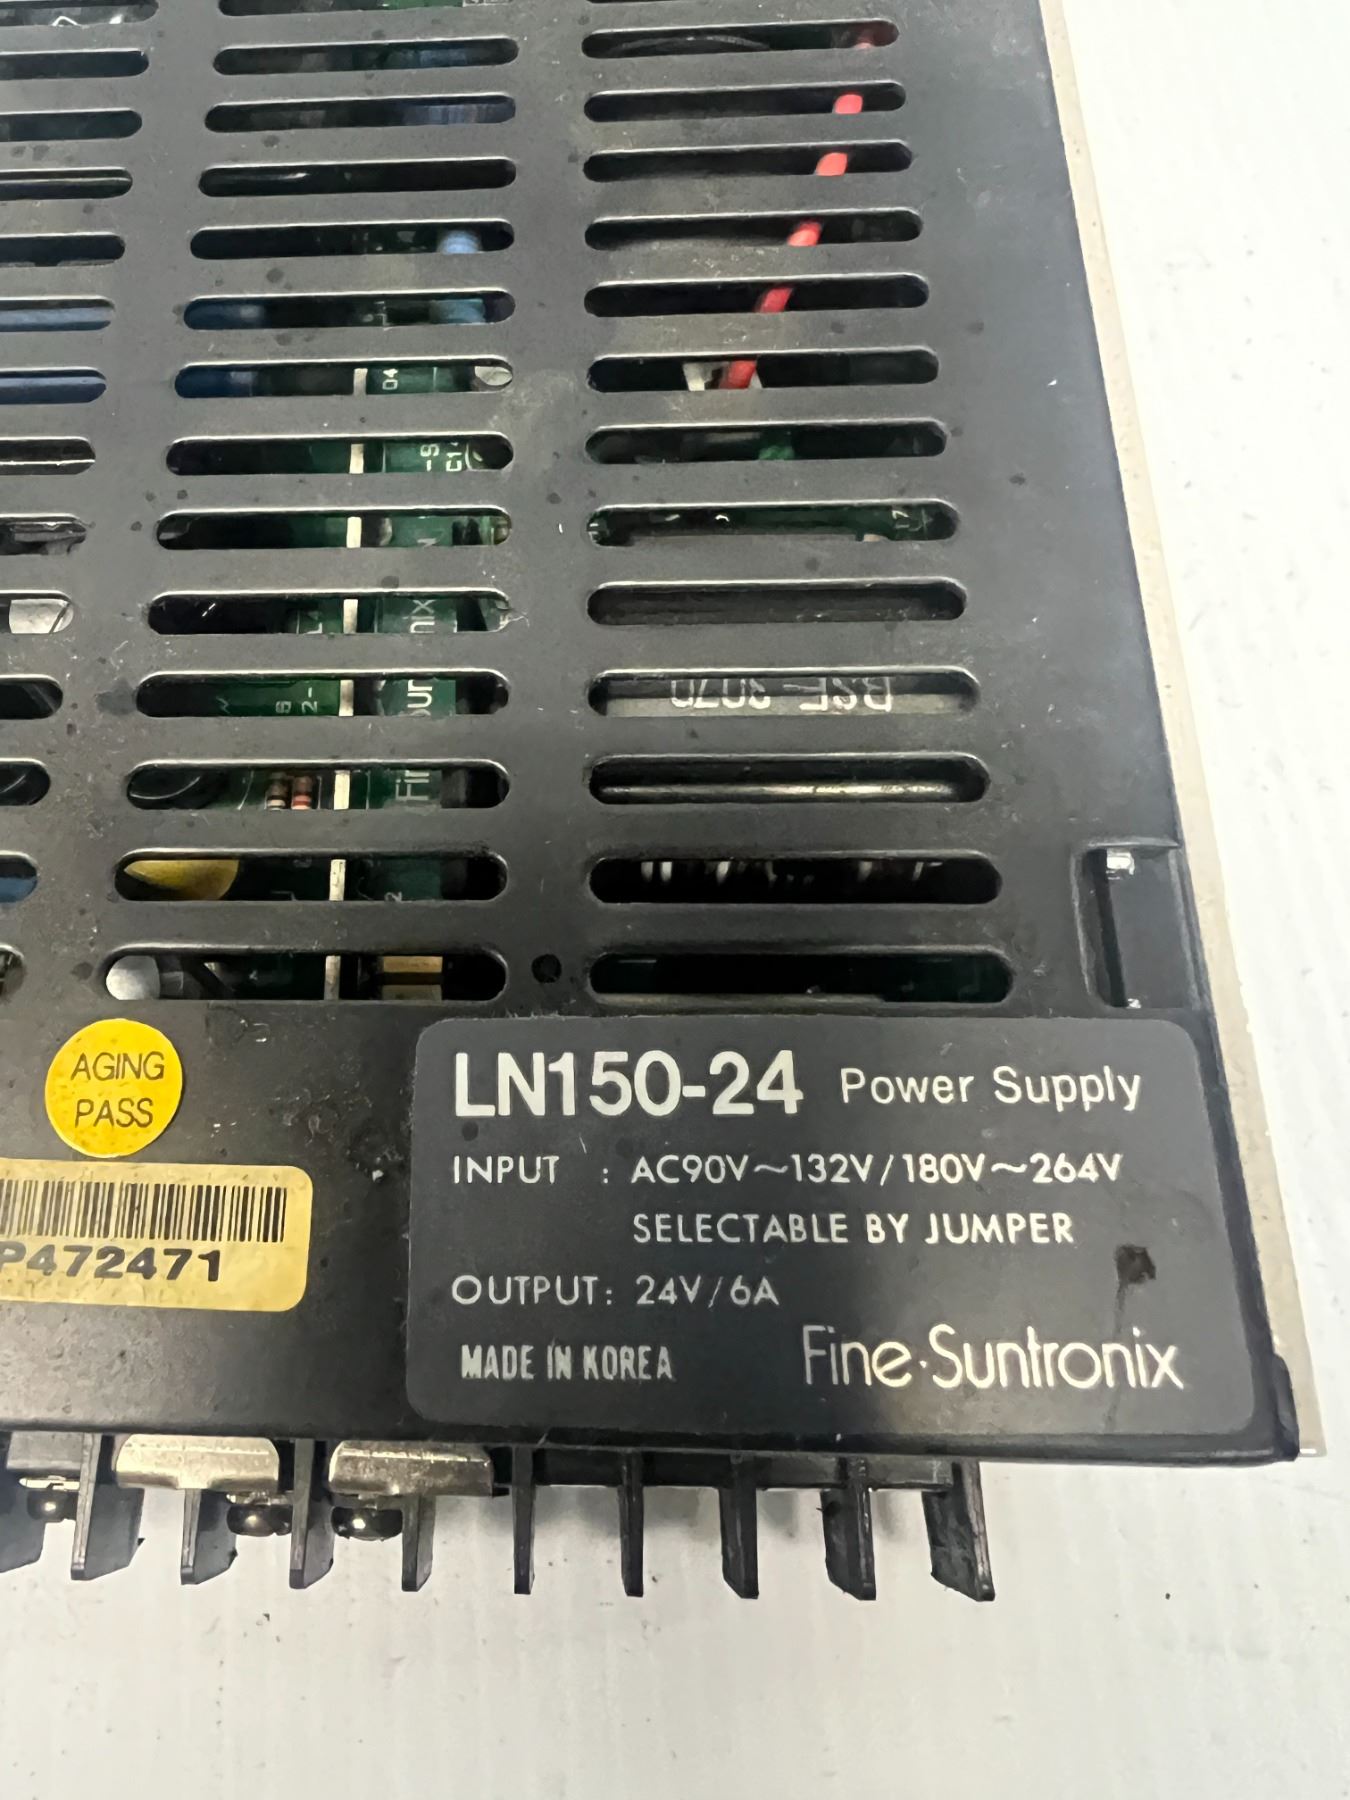 D4
AGING
PASS
P472471
LN150-24 Power Supply
INPUT : AC90V~132V/180V~264V
SELECTABLE BY JUMPER
OUTPUT: 24V/6A
MADE IN KOREA
Fine·Suntronix